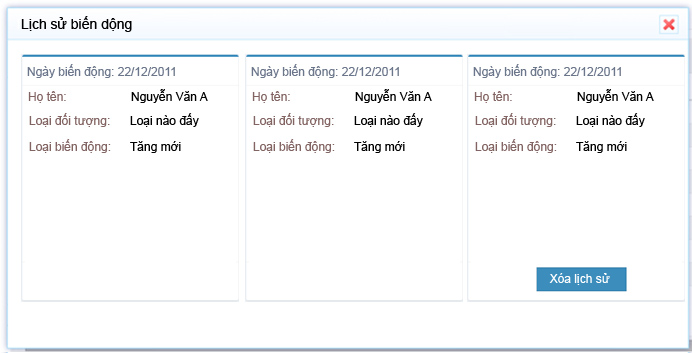 Lịch sử biến dộng
Ngày biến động: 22/12/2011
Họ tên: Nguyễn Văn A
Loại đối tượng: Loại nào đấy
Loại biến động: Tăng mới
Ngày biến động: 22/12/2011
Họ tên: Nguyễn Văn A
Loại đối tượng: Loại nào đấy
Loại biến động: Tăng mới
Ngày biến động: 22/12/2011
Họ tên: Nguyễn Văn A
Loại đối tượng: Loại nào đấy
Loại biến động: Tăng mới
Xóa lịch sử